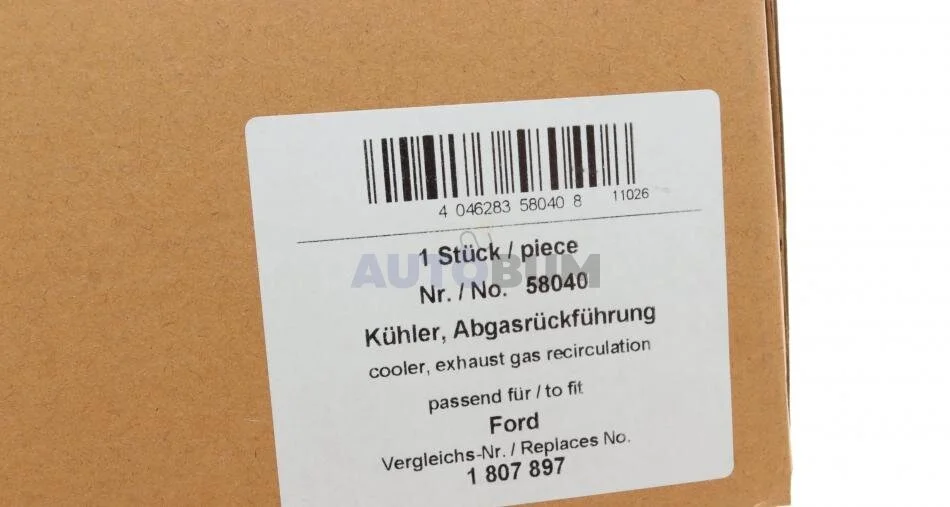 4 046283 58040 8
11026
1 Stück / piece
AUTOBUM
Nr. / No. 58040
Kühler, Abgasrückführung
cooler, exhaust gas recirculation
passend für / to fit
Ford
Vergleichs-Nr. / Replaces No.
1 807 897